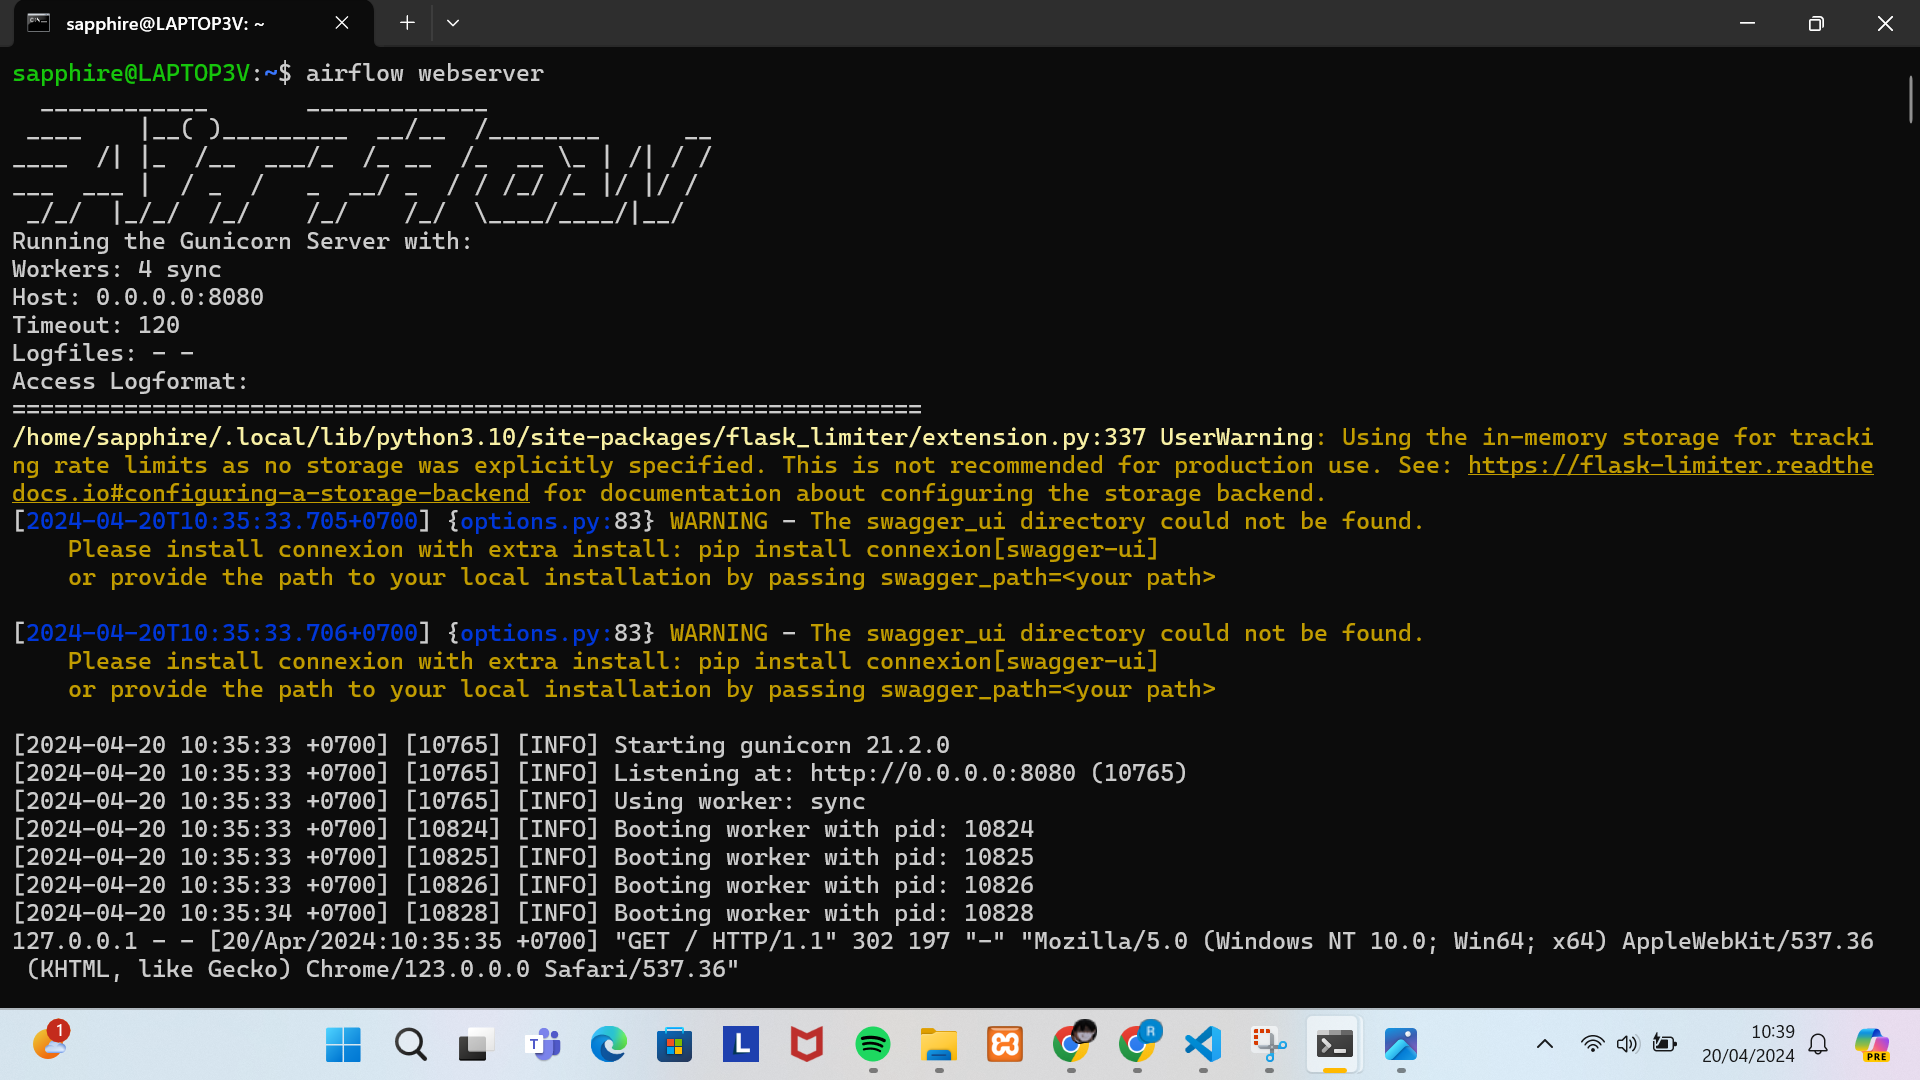 sapphire@LAPTOP3V: ~
sapphire@LAPTOP3V:~$ airflow webserver
  ____________       _____________
 ____    |__( )_________  __/__  /________      __
____  /| |_  /__  ___/_  /_ __  /_  __ \_ | /| / /
___  ___ |  / _  /   _  __/ _  / / /_/ /_ |/ |/ /
 _/_/  |_/_/  /_/    /_/    /_/  \____/____/|__/
Running the Gunicorn Server with:
Workers: 4 sync
Host: 0.0.0.0:8080
Timeout: 120
Logfiles: - -
Access Logformat:
=================================================================
/home/sapphire/.local/lib/python3.10/site-packages/flask_limiter/extension.py:337 UserWarning: Using the in-memory storage for tracki
ng rate limits as no storage was explicitly specified. This is not recommended for production use. See: https://flask-limiter.readthe
docs.io#configuring-a-storage-backend for documentation about configuring the storage backend.
[2024-04-20T10:35:33.705+0700] {options.py:83} WARNING - The swagger_ui directory could not be found.
    Please install connexion with extra install: pip install connexion[swagger-ui]
    or provide the path to your local installation by passing swagger_path=<your path>
[2024-04-20T10:35:33.706+0700] {options.py:83} WARNING - The swagger_ui directory could not be found.
    Please install connexion with extra install: pip install connexion[swagger-ui]
    or provide the path to your local installation by passing swagger_path=<your path>
[2024-04-20 10:35:33 +0700] [10765] [INFO] Starting gunicorn 21.2.0
[2024-04-20 10:35:33 +0700] [10765] [INFO] Listening at: http://0.0.0.0:8080 (10765)
[2024-04-20 10:35:33 +0700] [10765] [INFO] Using worker: sync
[2024-04-20 10:35:33 +0700] [10824] [INFO] Booting worker with pid: 10824
[2024-04-20 10:35:33 +0700] [10825] [INFO] Booting worker with pid: 10825
[2024-04-20 10:35:33 +0700] [10826] [INFO] Booting worker with pid: 10826
[2024-04-20 10:35:34 +0700] [10828] [INFO] Booting worker with pid: 10828
127.0.0.1 - - [20/Apr/2024:10:35:35 +0700] "GET / HTTP/1.1" 302 197 "-" "Mozilla/5.0 (Windows NT 10.0; Win64; x64) AppleWebKit/537.36
 (KHTML, like Gecko) Chrome/123.0.0.0 Safari/537.36"
1
T
L
R
10:39
20/04/2024
PRE